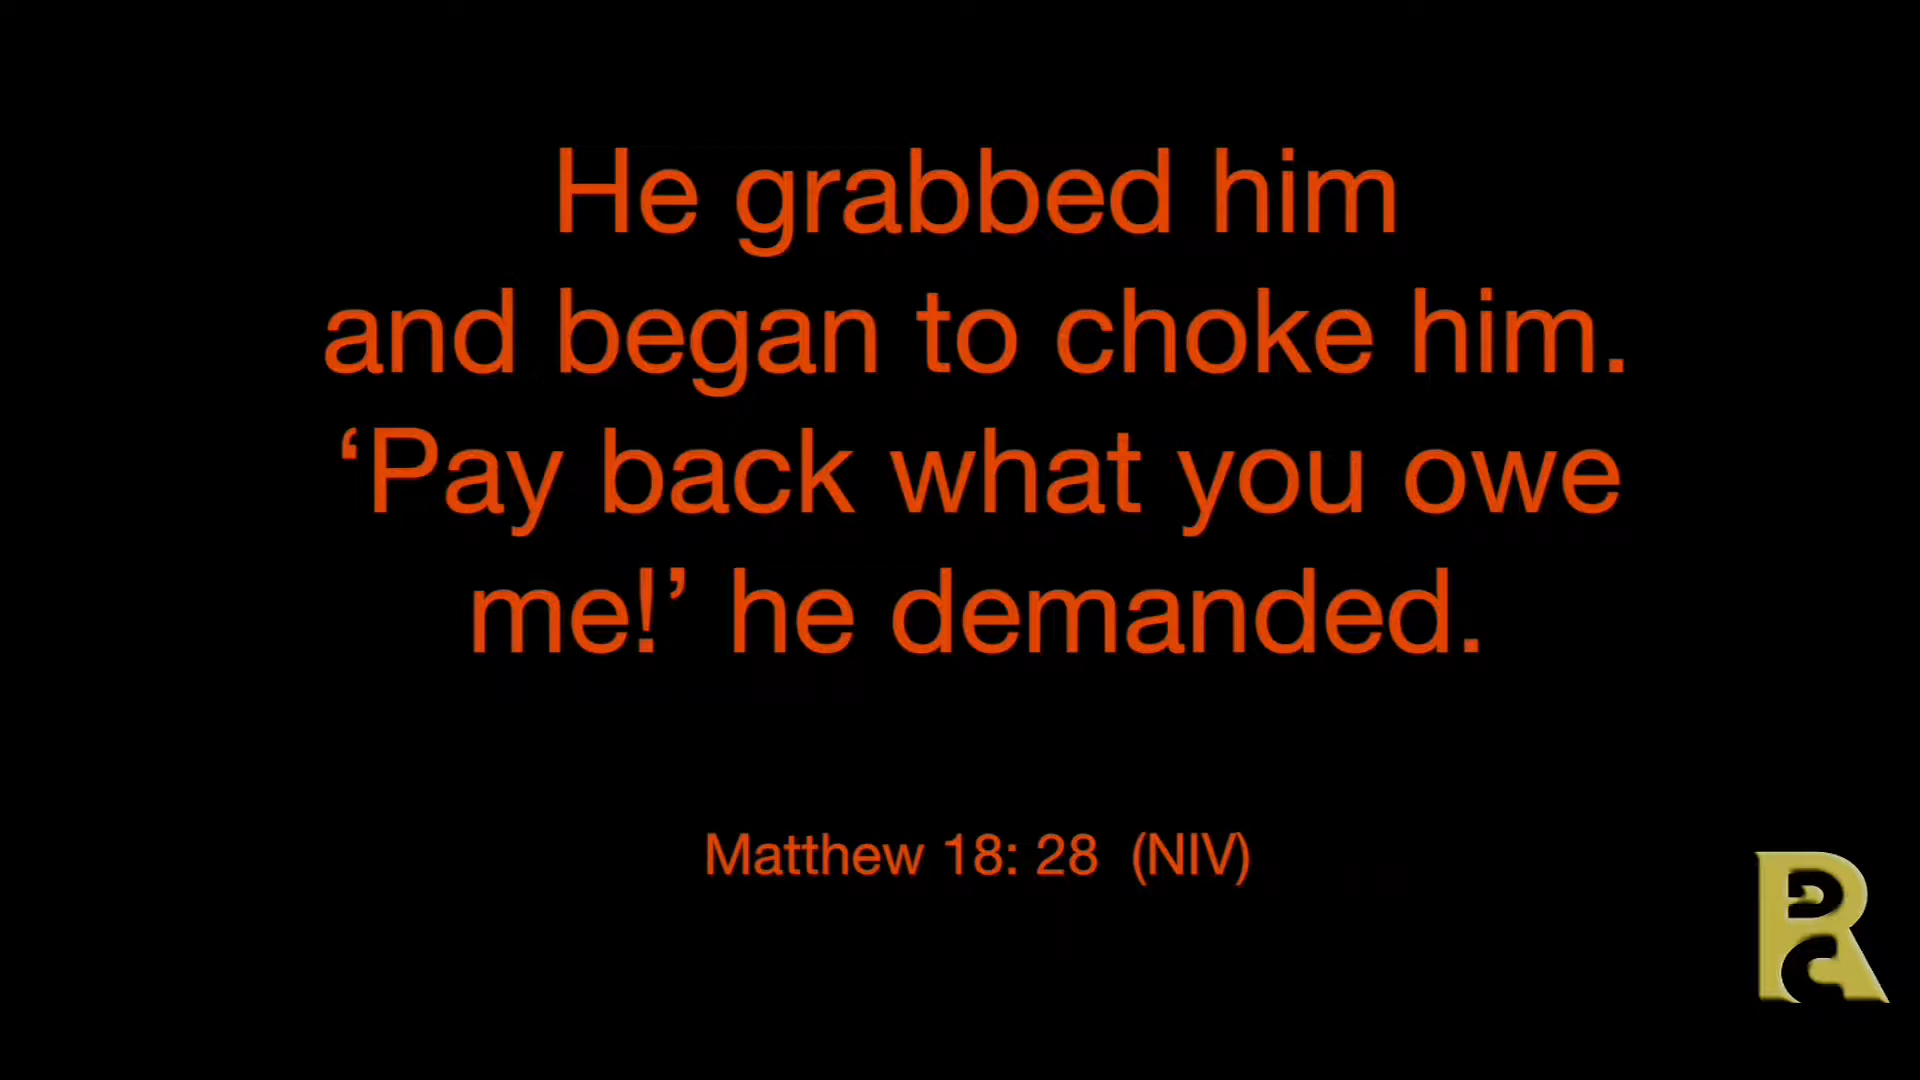 He grabbed him
and began to choke him.
‘Pay back what you owe
me!’ he demanded.
Matthew 18: 28  (NIV)